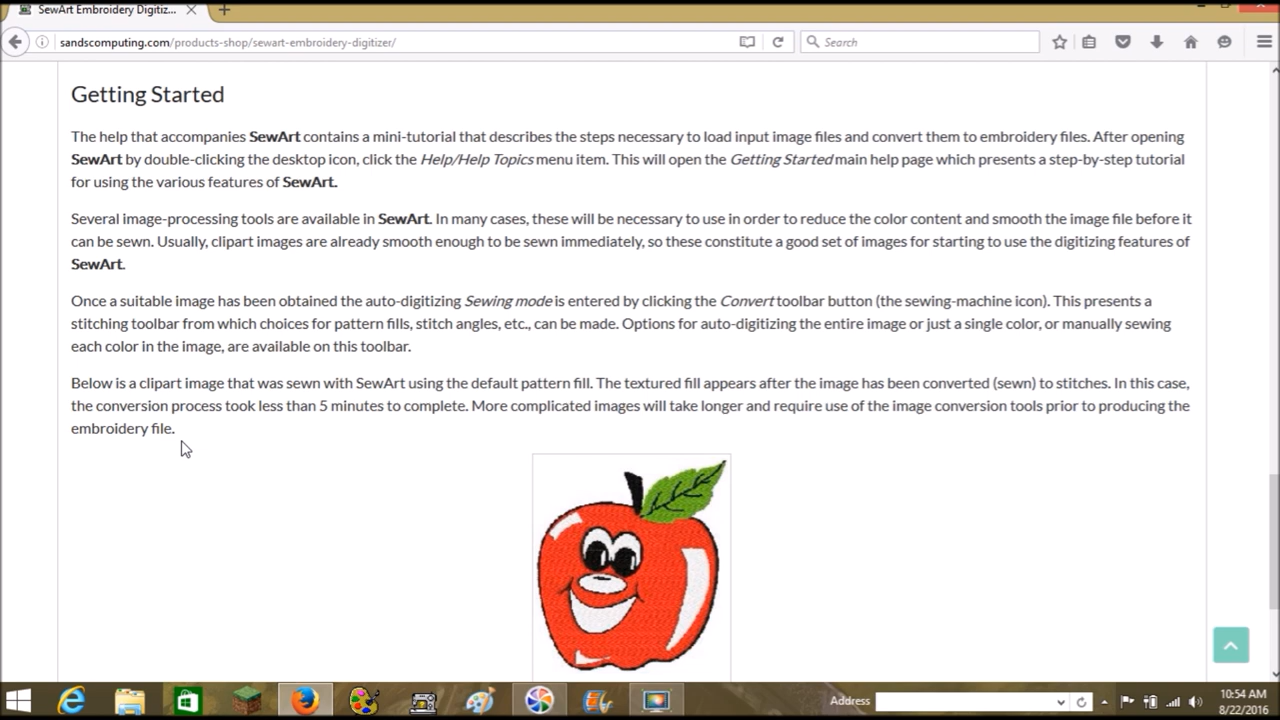 SewArt Embroidery Digitiz...
sandscomputing.com/products-shop/sewart-embroidery-digitizer/
Search
Getting Started
The help that accompanies SewArt contains a mini-tutorial that describes the steps necessary to load input image files and convert them to embroidery files. After opening
SewArt by double-clicking the desktop icon, click the Help/Help Topics menu item. This will open the Getting Started main help page which presents a step-by-step tutorial
for using the various features of SewArt.
Several image-processing tools are available in SewArt. In many cases, these will be necessary to use in order to reduce the color content and smooth the image file before it
can be sewn. Usually, clipart images are already smooth enough to be sewn immediately, so these constitute a good set of images for starting to use the digitizing features of
SewArt.
Once a suitable image has been obtained the auto-digitizing Sewing mode is entered by clicking the Convert toolbar button (the sewing-machine icon). This presents a
stitching toolbar from which choices for pattern fills, stitch angles, etc., can be made. Options for auto-digitizing the entire image or just a single color, or manually sewing
each color in the image, are available on this toolbar.
Below is a clipart image that was sewn with SewArt using the default pattern fill. The textured fill appears after the image has been converted (sewn) to stitches. In this case,
the conversion process took less than 5 minutes to complete. More complicated images will take longer and require use of the image conversion tools prior to producing the
embroidery file.
Address
10:54 AM
8/22/2016